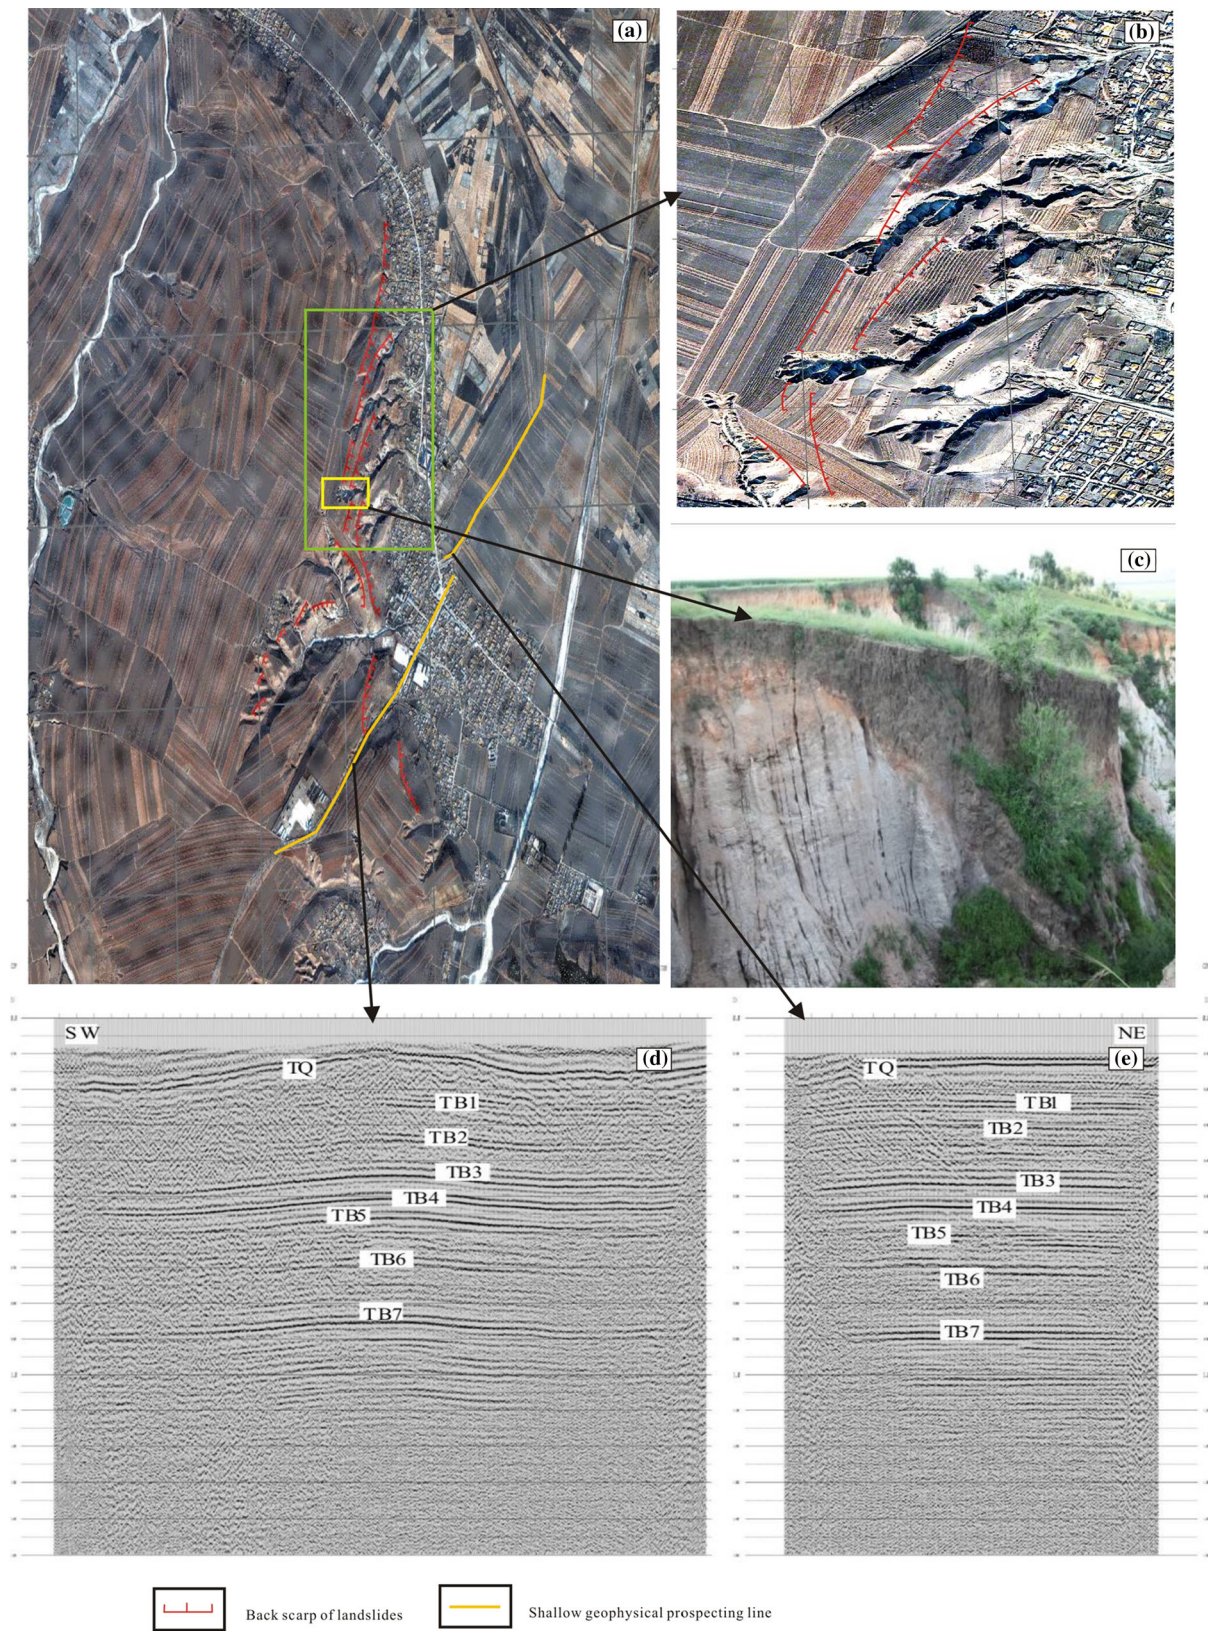 (a)
(b)
(c)
SW
(d)
TQ
TB1
TB2
TB3
TB4
TB5
TB6
TB7
NE
(e)
TQ
TB1
TB2
TB3
TB4
TB5
TB6
TB7
Back scarp of landslides
Shallow geophysical prospecting line